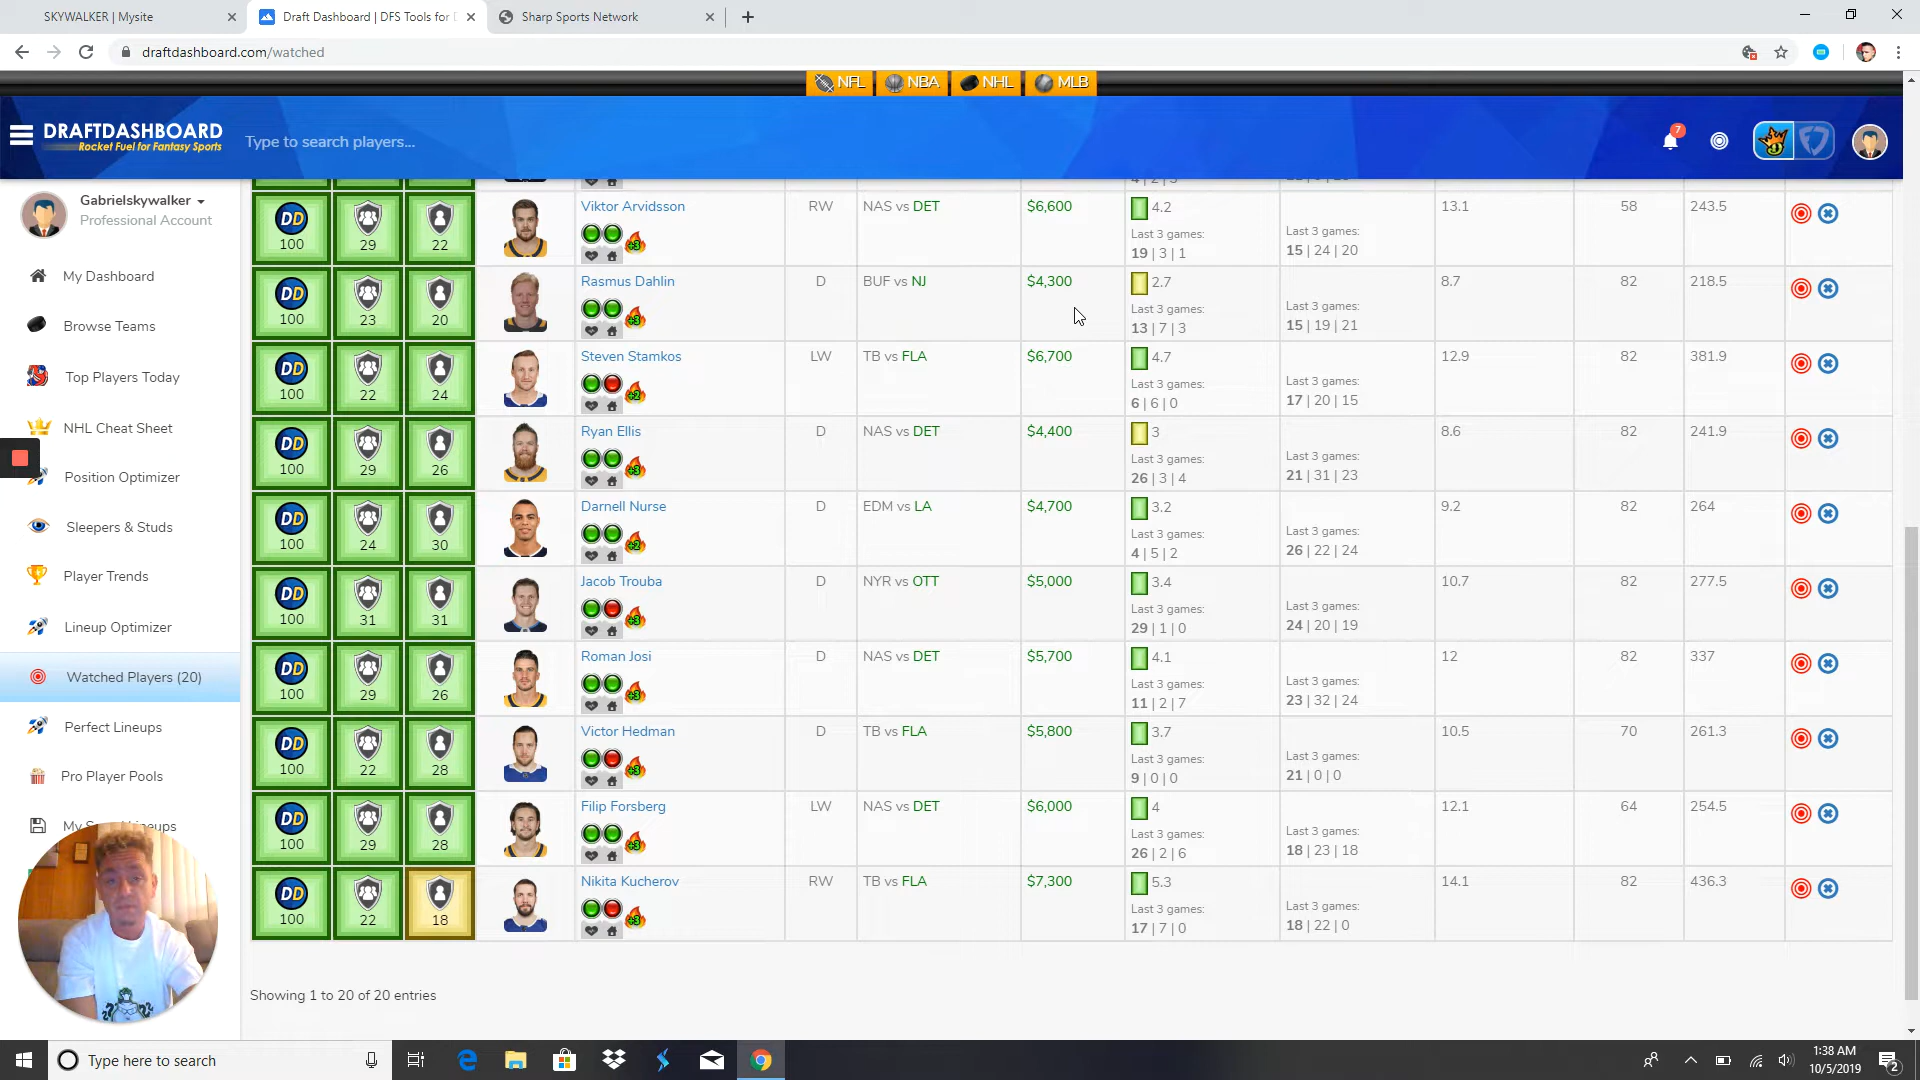 SKYWALKER | Mysite
Draft Dashboard | DFS Tools for D
Sharp Sports Network
draftdashboard.com/watched
NFL NBA NHL MLB
DRAFTDASHBOARD
Rocket Fuel for Fantasy Sports
Type to search players...
7
Gabrielskywalker
Professional Account
My Dashboard
Browse Teams
Top Players Today
NHL Cheat Sheet
Position Optimizer
Sleepers & Studs
Player Trends
Lineup Optimizer
Watched Players (20)
Perfect Lineups
Pro Player Pools
DD 100 29 22 Viktor Arvidsson RW NAS vs DET $6,600 4.2 13.1 58 243.5
+3 Last 3 games: Last 3 games:
19 | 3 | 1 15 | 24 | 20
DD 100 23 20 Rasmus Dahlin D BUF vs NJ $4,300 2.7 8.7 82 218.5
+3 Last 3 games: Last 3 games:
13 | 7 | 3 15 | 19 | 21
DD 100 22 24 Steven Stamkos LW TB vs FLA $6,700 4.7 12.9 82 381.9
+2 Last 3 games: Last 3 games:
6 | 6 | 0 17 | 20 | 15
DD 100 29 26 Ryan Ellis D NAS vs DET $4,400 3 8.6 82 241.9
+3 Last 3 games: Last 3 games:
26 | 3 | 4 21 | 31 | 23
DD 100 24 30 Darnell Nurse D EDM vs LA $4,700 3.2 9.2 82 264
+2 Last 3 games: Last 3 games:
4 | 5 | 2 26 | 22 | 24
DD 100 31 31 Jacob Trouba D NYR vs OTT $5,000 3.4 10.7 82 277.5
+3 Last 3 games: Last 3 games:
29 | 1 | 0 24 | 20 | 19
DD 100 29 26 Roman Josi D NAS vs DET $5,700 4.1 12 82 337
+3 Last 3 games: Last 3 games:
11 | 2 | 7 23 | 32 | 24
DD 100 22 28 Victor Hedman D TB vs FLA $5,800 3.7 10.5 70 261.3
+3 Last 3 games: Last 3 games:
9 | 0 | 0 21 | 0 | 0
DD 100 29 28 Filip Forsberg LW NAS vs DET $6,000 4 12.1 64 254.5
+3 Last 3 games: Last 3 games:
26 | 2 | 6 18 | 23 | 18
DD 100 22 18 Nikita Kucherov RW TB vs FLA $7,300 5.3 14.1 82 436.3
+3 Last 3 games: Last 3 games:
17 | 7 | 0 18 | 22 | 0
Showing 1 to 20 of 20 entries
Type here to search
1:38 AM
10/5/2019
2